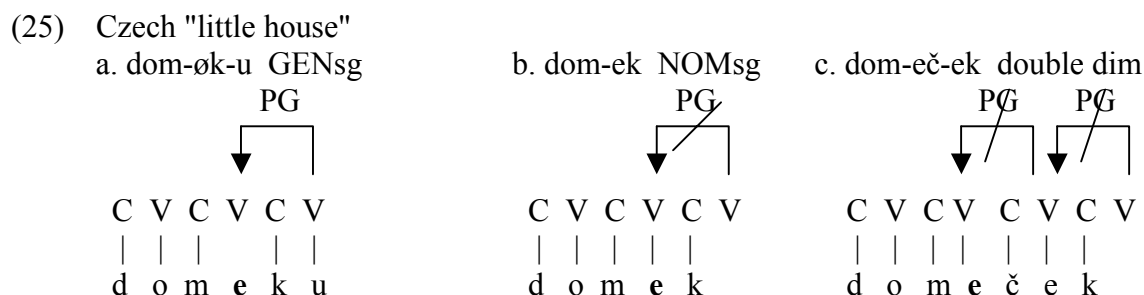 (25) Czech "little house"
a. dom-øk-u GENsg b. dom-ek NOMsg c. dom-eč-ek double dim
PG PG PG PG
C V C V C V C V C V C V C V C V C V C V
d o m e k u d o m e k d o m e č e k